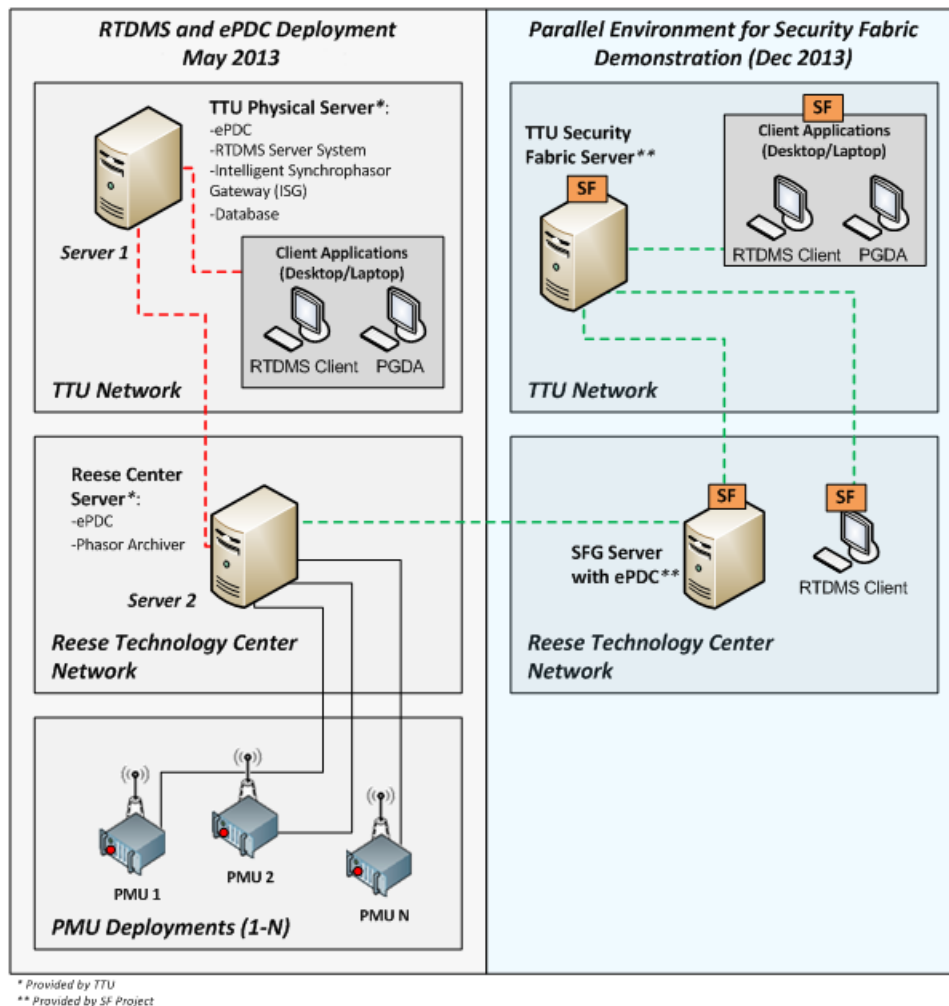 RTDMS and ePDC Deployment
May 2013
TTU Physical Server*:
-ePDC
-RTDMS Server System
-Intelligent Synchrophasor
Gateway (ISG)
-Database
Server 1
Client Applications
(Desktop/Laptop)
RTDMS Client
PGDA
TTU Network
Reese Center
Server*:
-ePDC
-Phasor Archiver
Server 2
Reese Technology Center
Network
PMU 1
PMU 2
PMU N
PMU Deployments (1-N)
Parallel Environment for Security Fabric
Demonstration (Dec 2013)
TTU Security
Fabric Server**
SF
SF
Client Applications
(Desktop/Laptop)
RTDMS Client
PGDA
TTU Network
SF
SFG Server
with ePDC**
SF
RTDMS Client
Reese Technology Center
Network
* Provided by TTU
** Provided by SF Project